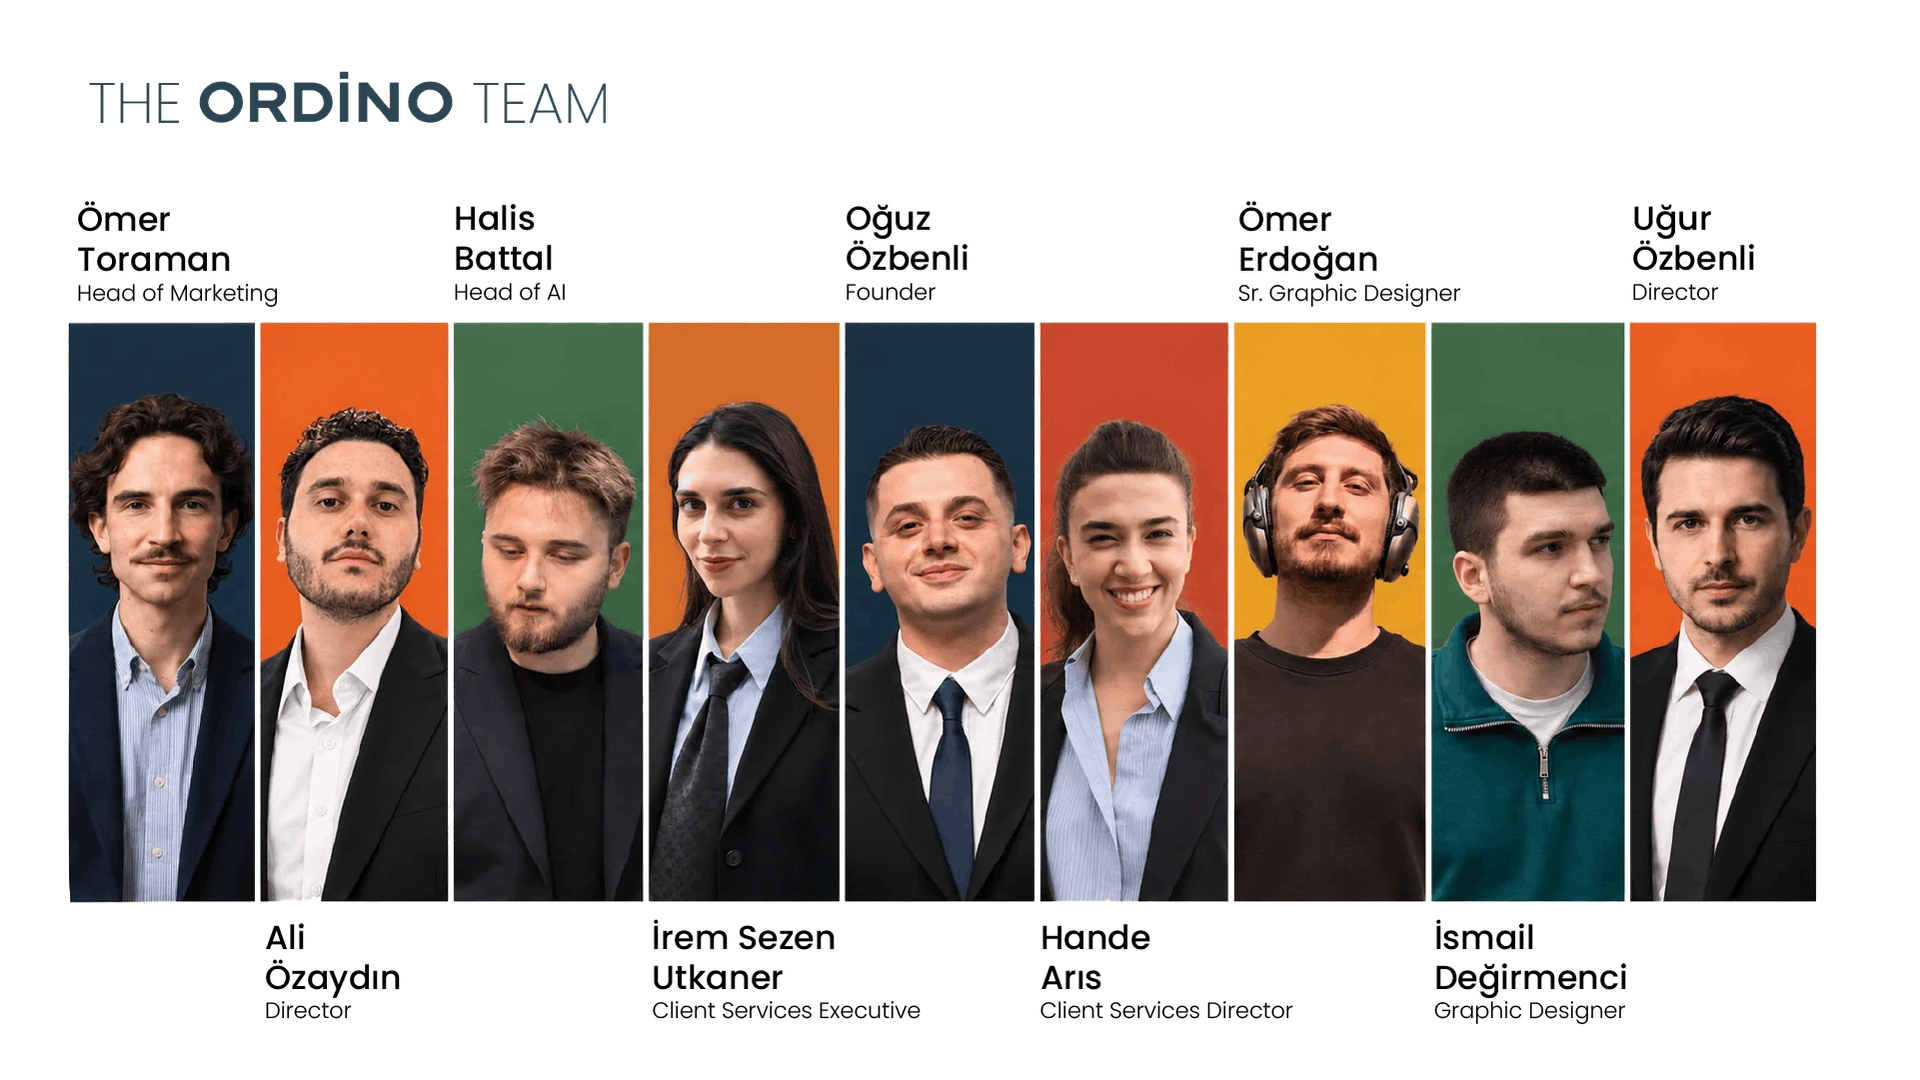 THE ORDİNO TEAM
Ömer
Toraman
Head of Marketing
Halis
Battal
Head of AI
Oğuz
Özbenli
Founder
Ömer
Erdoğan
Sr. Graphic Designer
Uğur
Özbenli
Director
Ali
Özaydın
Director
İrem Sezen
Utkaner
Client Services Executive
Hande
Arıs
Client Services Director
İsmail
Değirmenci
Graphic Designer